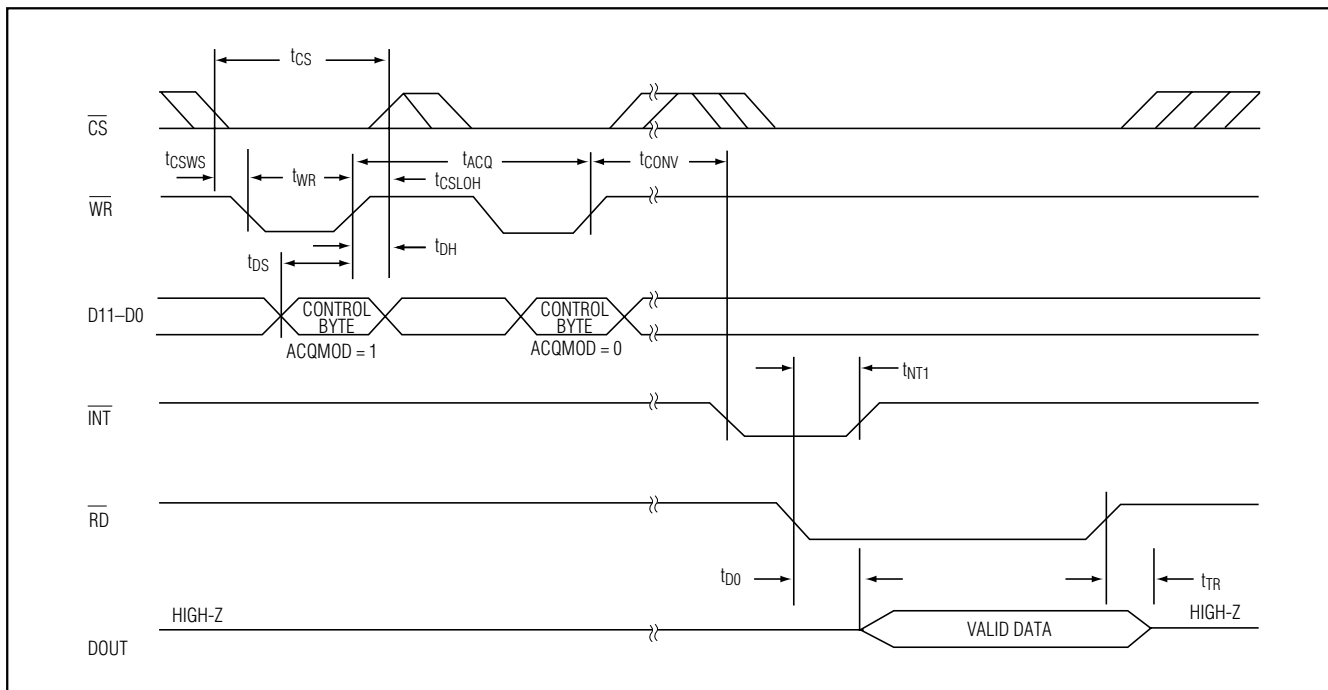 tCS
CS
tCSWS
tWR
tACQ
tCONV
tCSLOH
WR
tDH
tDS
D11–D0
CONTROL
BYTE
CONTROL
BYTE
ACQMOD = 1
ACQMOD = 0
tNT1
INT
RD
tD0
tTR
HIGH-Z
HIGH-Z
VALID DATA
DOUT